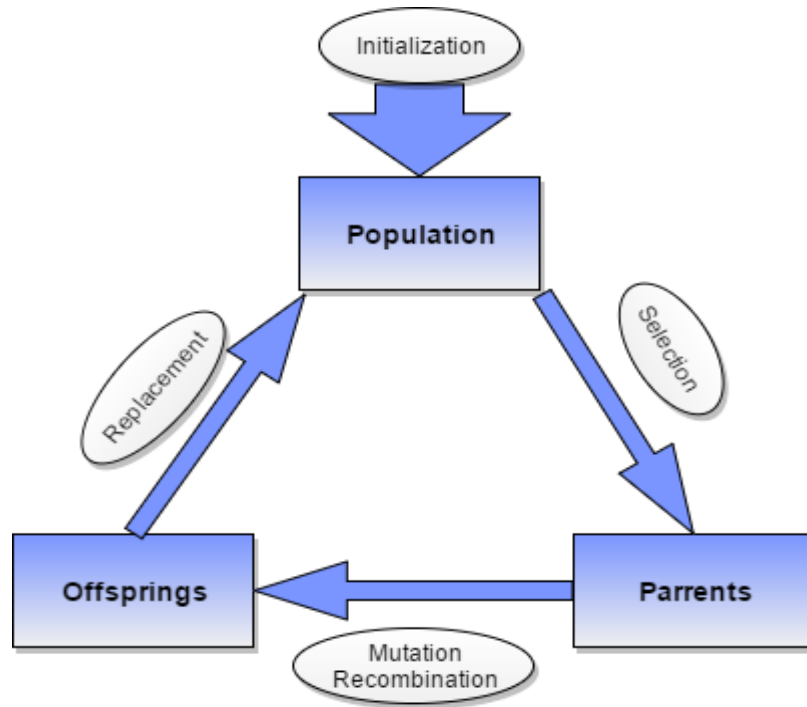 Initialization
Population
Selection
Replacement
Offsprings
Parrents
Mutation
Recombination